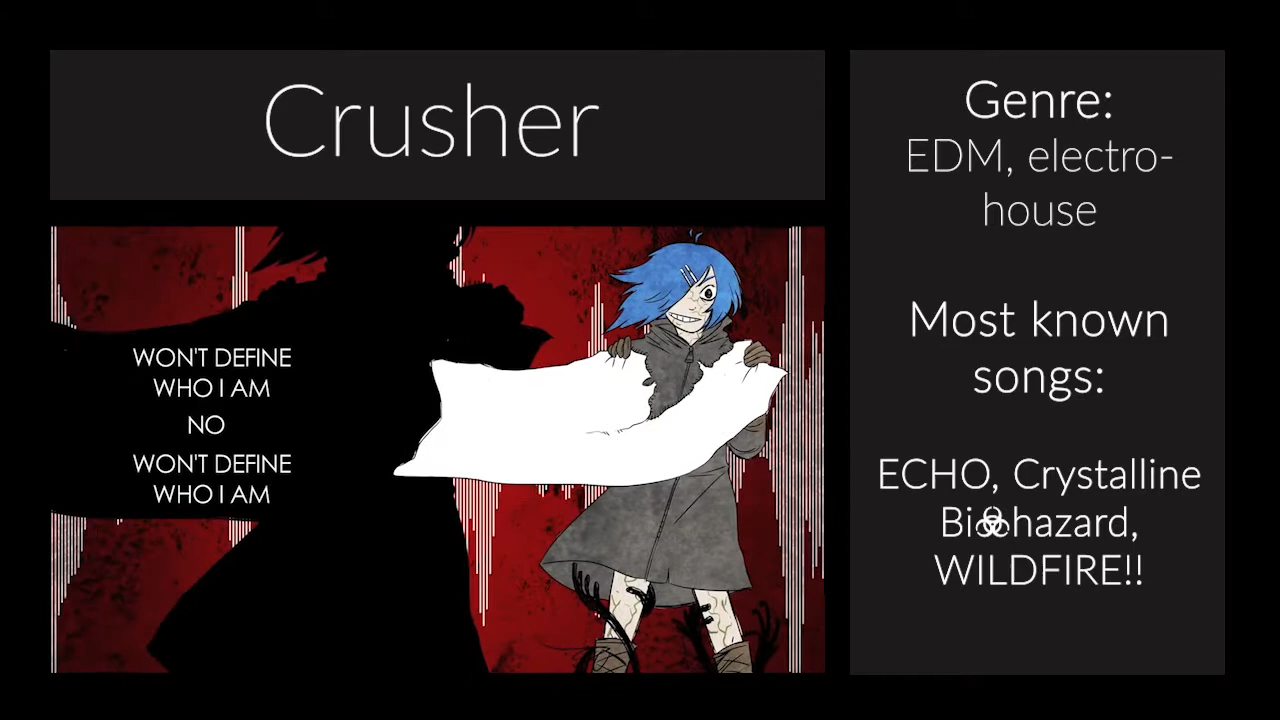 Crusher
WON'T DEFINE
WHO I AM
NO
WON'T DEFINE
WHO I AM
Genre:
EDM, electro-
house
Most known
songs:
ECHO, Crystalline
Bi☣hazard,
WILDFIRE!!